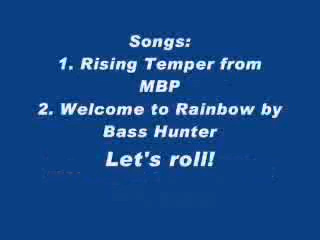 Songs:
1. Rising Temper from
MBP
2. Welcome to Rainbow by
Bass Hunter
Let's roll!